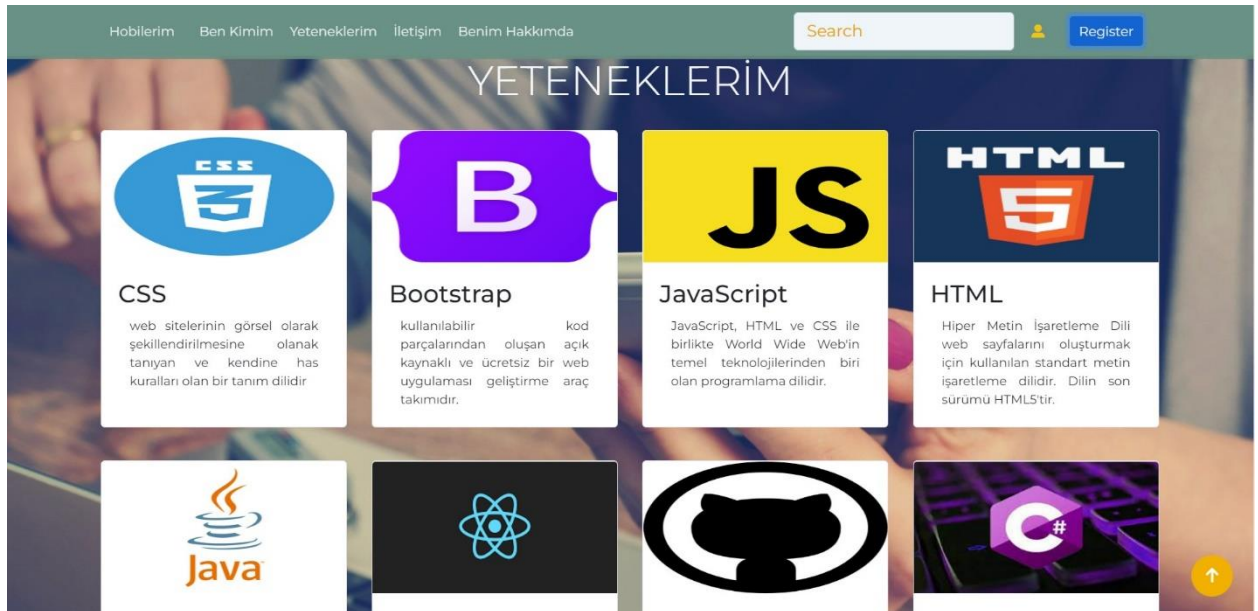 Hobilerim Ben Kimim Yeteneklerim İletişim Benim Hakkımda Search Register
YETENEKLERİM
CSS
3
B
JS
HTML
5
CSS
web sitelerinin görsel olarak
şekillendirilmesine olanak
tanıyan ve kendine has
kuralları olan bir tanım dilidir
Bootstrap
kullanılabilir kod
parçalarından oluşan açık
kaynaklı ve ücretsiz bir web
uygulaması geliştirme araç
takımıdır.
JavaScript
JavaScript, HTML ve CSS ile
birlikte World Wide Web'in
temel teknolojilerinden biri
olan programlama dilidir.
HTML
Hiper Metin İşaretleme Dili
web sayfalarını oluşturmak
için kullanılan standart metin
işaretleme dilidir. Dilin son
sürümü HTML5'tir.
Java
C#